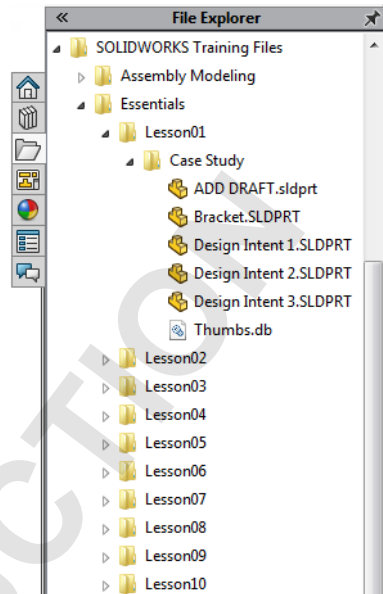 File Explorer
SOLIDWORKS Training Files
Assembly Modeling
Essentials
Lesson01
Case Study
ADD DRAFT.sldprt
Bracket.SLDPRT
Design Intent 1.SLDPRT
Design Intent 2.SLDPRT
Design Intent 3.SLDPRT
Thumbs.db
Lesson02
Lesson03
Lesson04
Lesson05
Lesson06
Lesson07
Lesson08
Lesson09
Lesson10
CTION